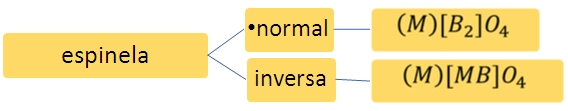 espinela
•normal
(M)[B₂]O₄
inversa
(M)[MB]O₄